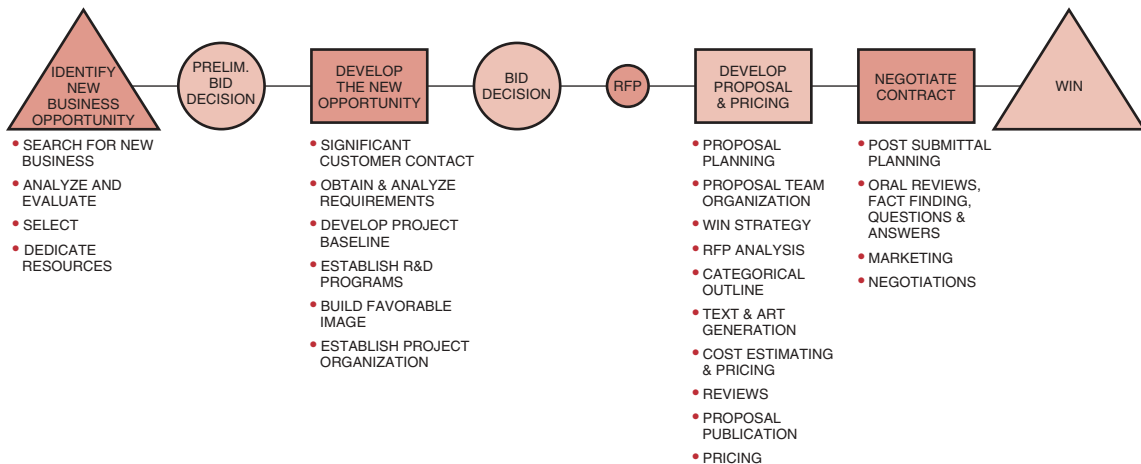 IDENTIFY
NEW
BUSINESS
OPPORTUNITY
PRELIM.
BID
DECISION
DEVELOP
THE NEW
OPPORTUNITY
BID
DECISION
RFP
DEVELOP
PROPOSAL
& PRICING
NEGOTIATE
CONTRACT
WIN
• SEARCH FOR NEW
BUSINESS
• ANALYZE AND
EVALUATE
• SELECT
• DEDICATE
RESOURCES
• SIGNIFICANT
CUSTOMER CONTACT
• OBTAIN & ANALYZE
REQUIREMENTS
• DEVELOP PROJECT
BASELINE
• ESTABLISH R&D
PROGRAMS
• BUILD FAVORABLE
IMAGE
• ESTABLISH PROJECT
ORGANIZATION
• PROPOSAL
PLANNING
• PROPOSAL TEAM
ORGANIZATION
• WIN STRATEGY
• RFP ANALYSIS
• CATEGORICAL
OUTLINE
• TEXT & ART
GENERATION
• COST ESTIMATING
& PRICING
• REVIEWS
• PROPOSAL
PUBLICATION
• PRICING
• POST SUBMITTAL
PLANNING
• ORAL REVIEWS,
FACT FINDING,
QUESTIONS &
ANSWERS
• MARKETING
• NEGOTIATIONS